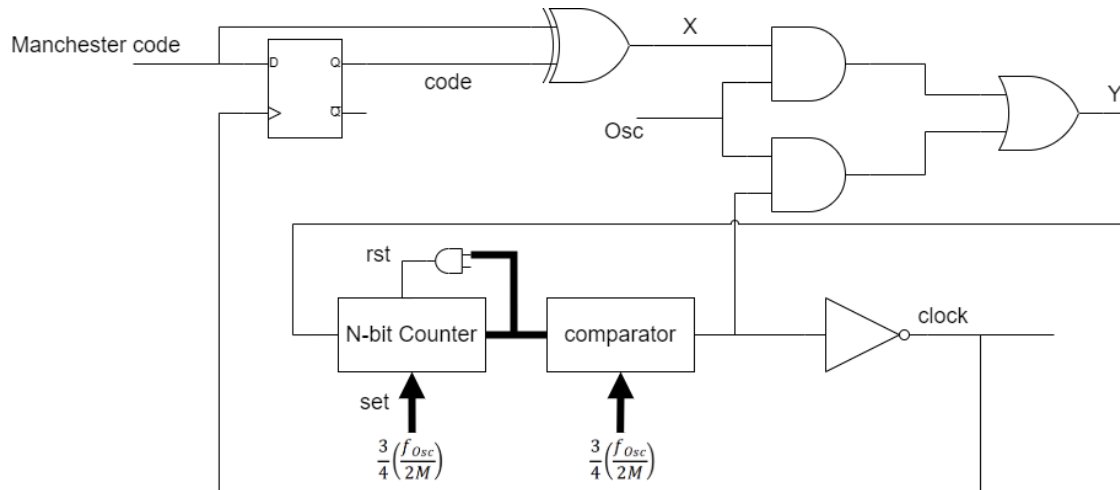 X
Manchester code
D
Q
code
Y
Q̅
Osc
rst
clock
N-bit Counter
comparator
set
3/4(f_Osc/2M)
3/4(f_Osc/2M)